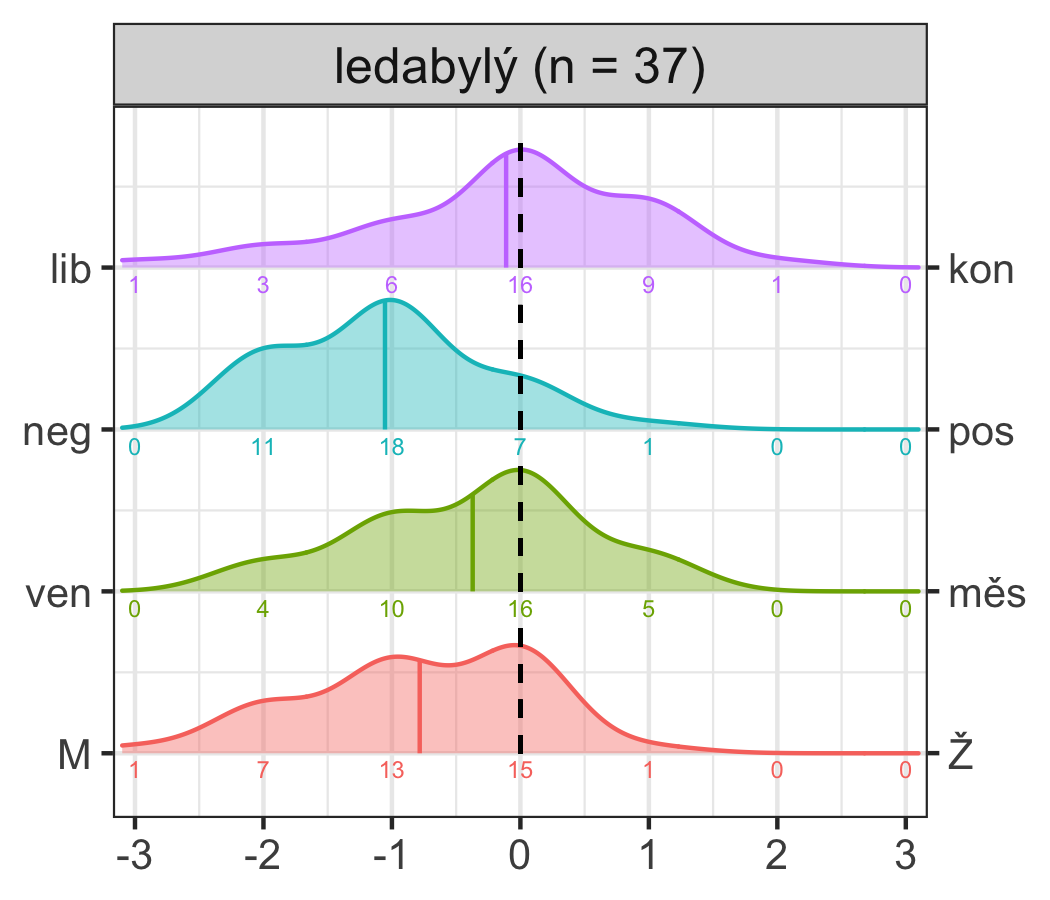 ledabylý (n = 37)
lib kon
1 3 6 16 9 1 0
neg pos
0 11 18 7 1 0 0
ven měs
0 4 10 16 5 0 0
M Ž
1 7 13 15 1 0 0
-3 -2 -1 0 1 2 3